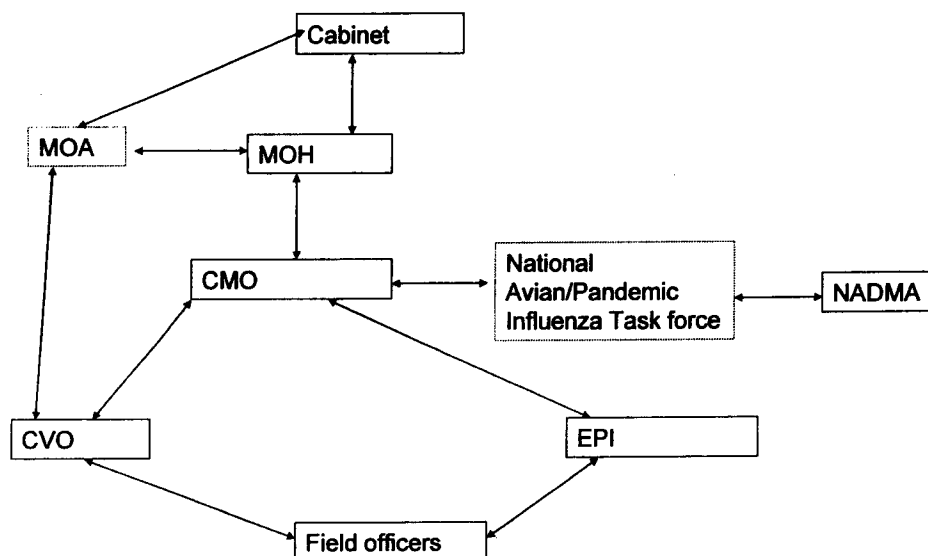 Cabinet
MOA
MOH
CMO
National
Avian/Pandemic
Influenza Task force
NADMA
CVO
EPI
Field officers